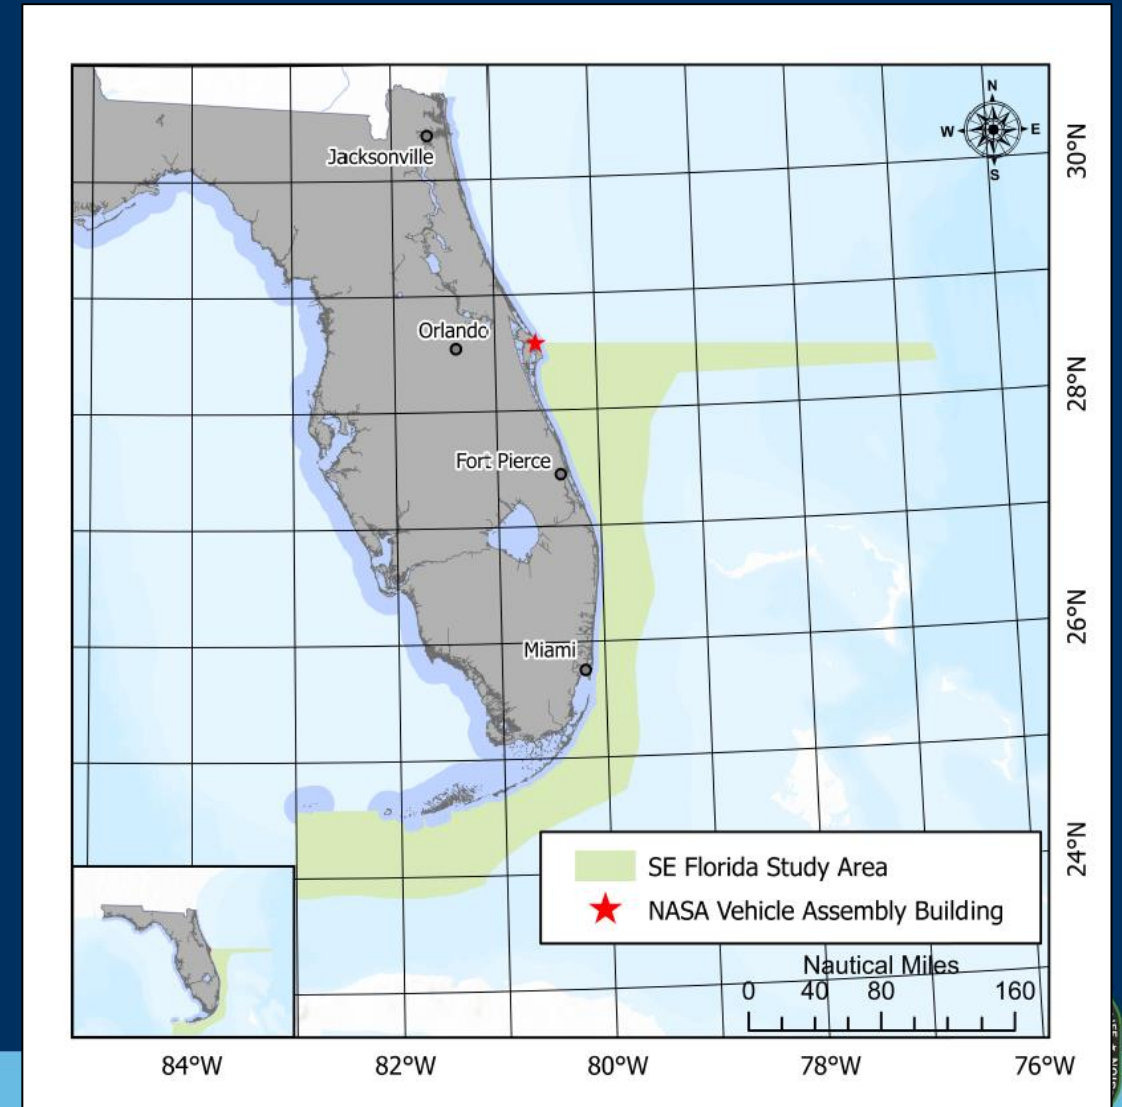 N
W E
S
30°N
Jacksonville
Orlando
28°N
Fort Pierce
26°N
Miami
24°N
SE Florida Study Area
NASA Vehicle Assembly Building
Nautical Miles
0 40 80 160
84°W 82°W 80°W 78°W 76°W